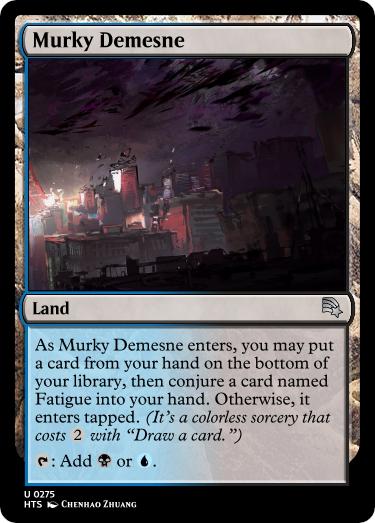 Murky Demesne
Land
As Murky Demesne enters, you may put
a card from your hand on the bottom of
your library, then conjure a card named
Fatigue into your hand. Otherwise, it
enters tapped. (It's a colorless sorcery that
costs 2 with “Draw a card.”)
: Add or .
U 0275
HTS Chenhao Zhuang